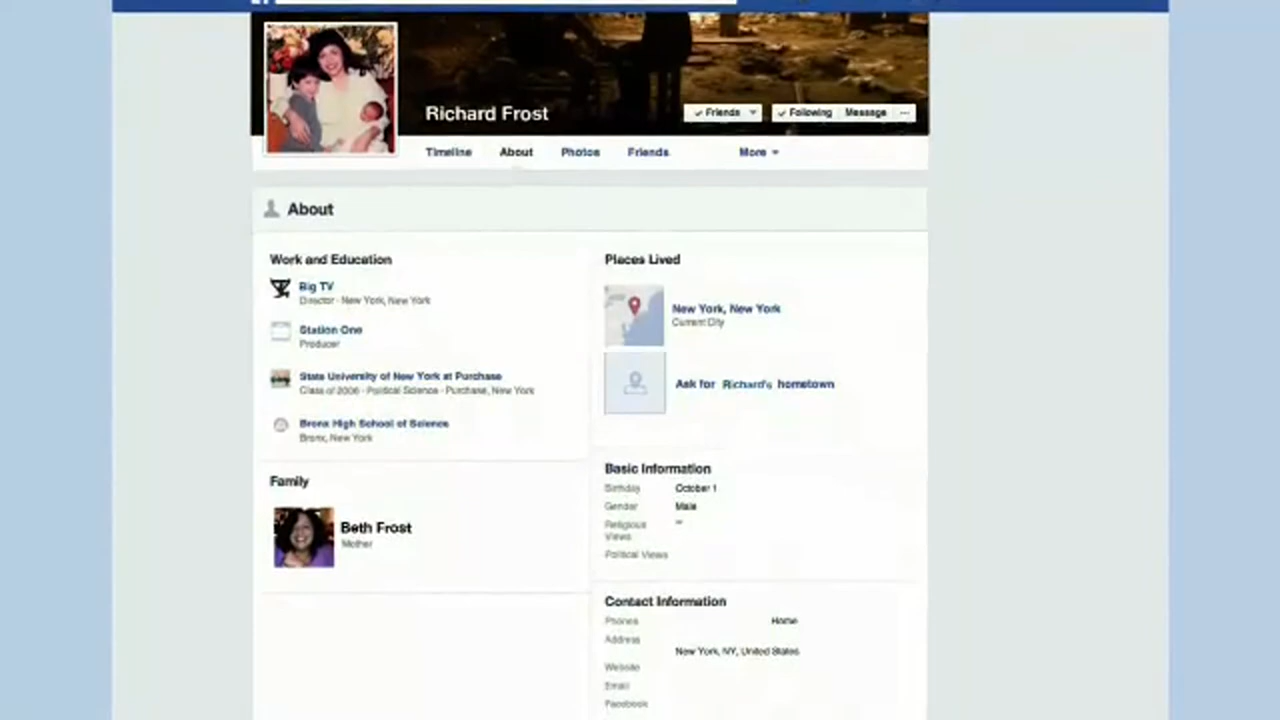 Richard Frost
Friends
Following
Message
Timeline
About
Photos
Friends
More
About
Work and Education
Big TV
Director · New York, New York
Station One
Producer
State University of New York at Purchase
Class of 2006 · Political Science · Purchase, New York
Bronx High School of Science
Bronx, New York
Family
Beth Frost
Mother
Places Lived
New York, New York
Current City
Ask for Richard's hometown
Basic Information
Birthday October 1
Gender Male
Religious
Views
Political Views
Contact Information
Phones Home
Address
New York, NY, United States
Website
Email
Facebook